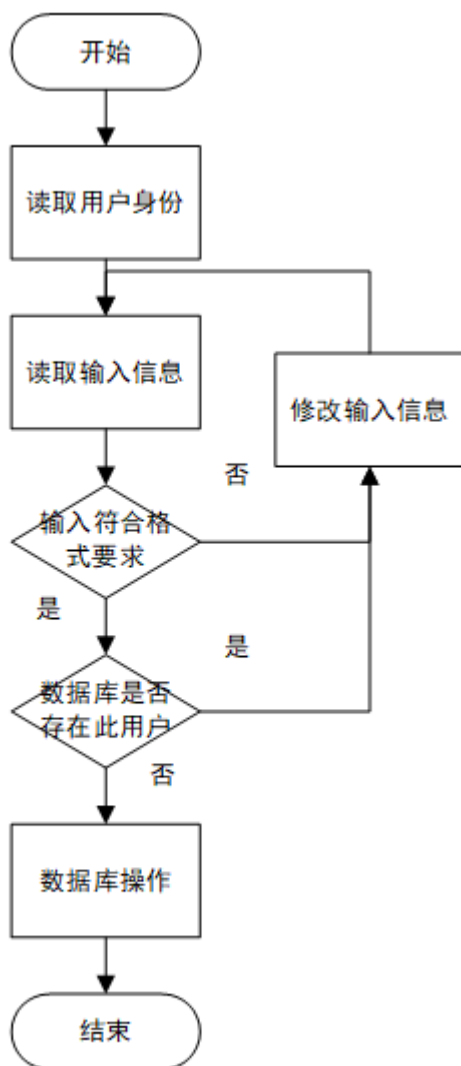 开始
读取用户身份
读取输入信息
修改输入信息
否
输入符合格
式要求
是
是
数据库是否
存在此用户
否
数据库操作
结束